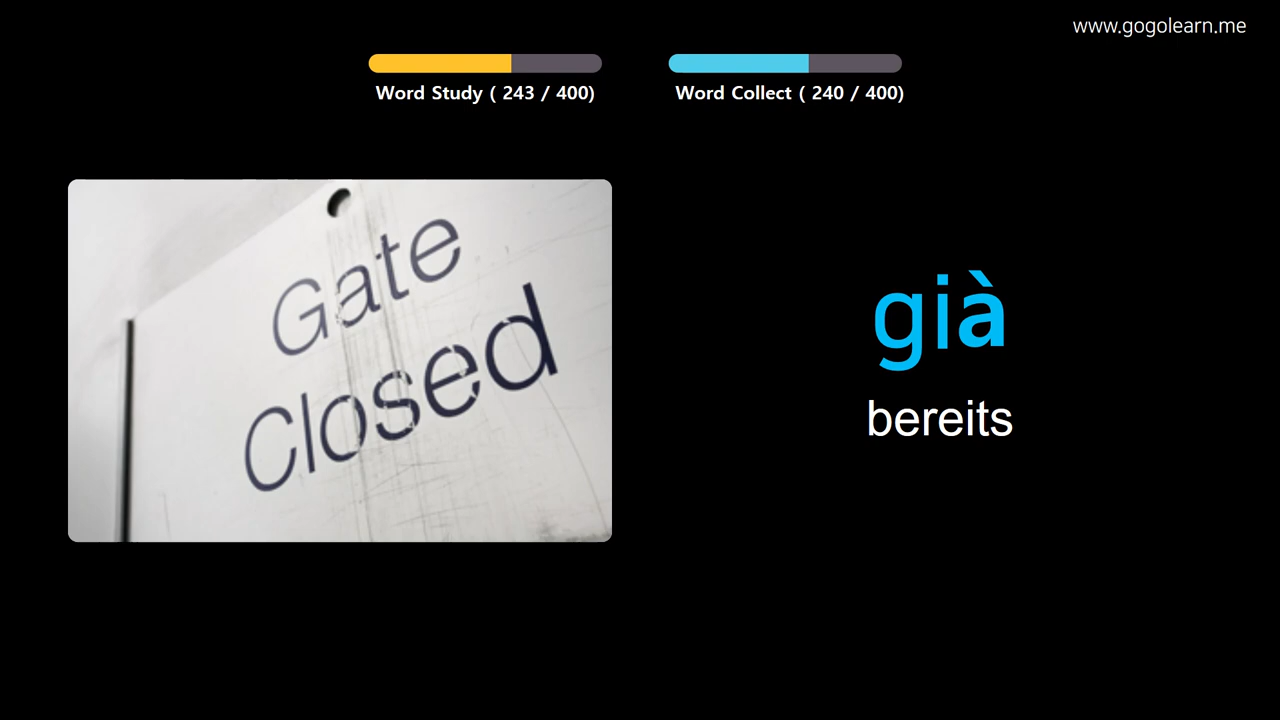 www.gogolearn.me
Word Study ( 243 / 400)
Word Collect ( 240 / 400)
Gate
Closed
già
bereits